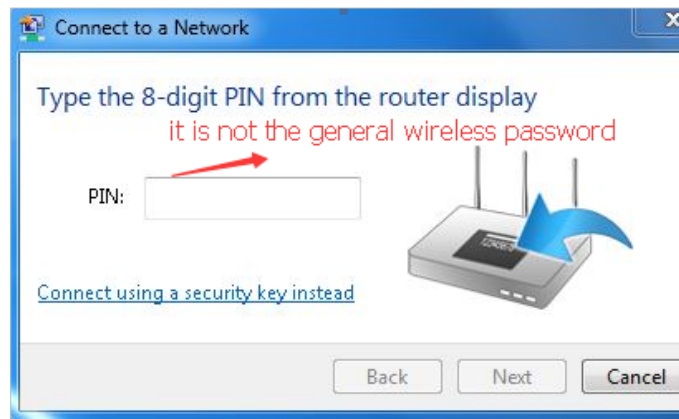 Connect to a Network
X
Type the 8-digit PIN from the router display
it is not the general wireless password
PIN:
12345678
Connect using a security key instead
Back Next Cancel